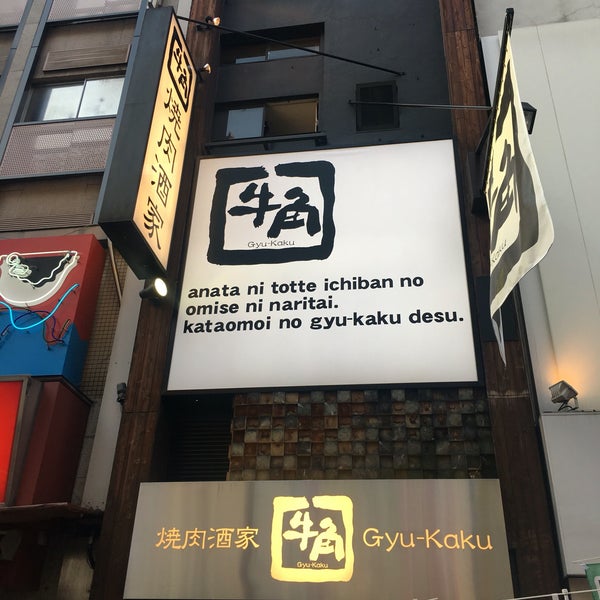 牛角
焼肉酒家
牛角
Gyu-Kaku
anata ni totte ichiban no
omise ni naritai.
kataomoi no gyu-kaku desu.
焼肉酒家 牛角 Gyu-Kaku
Gyu-Kaku